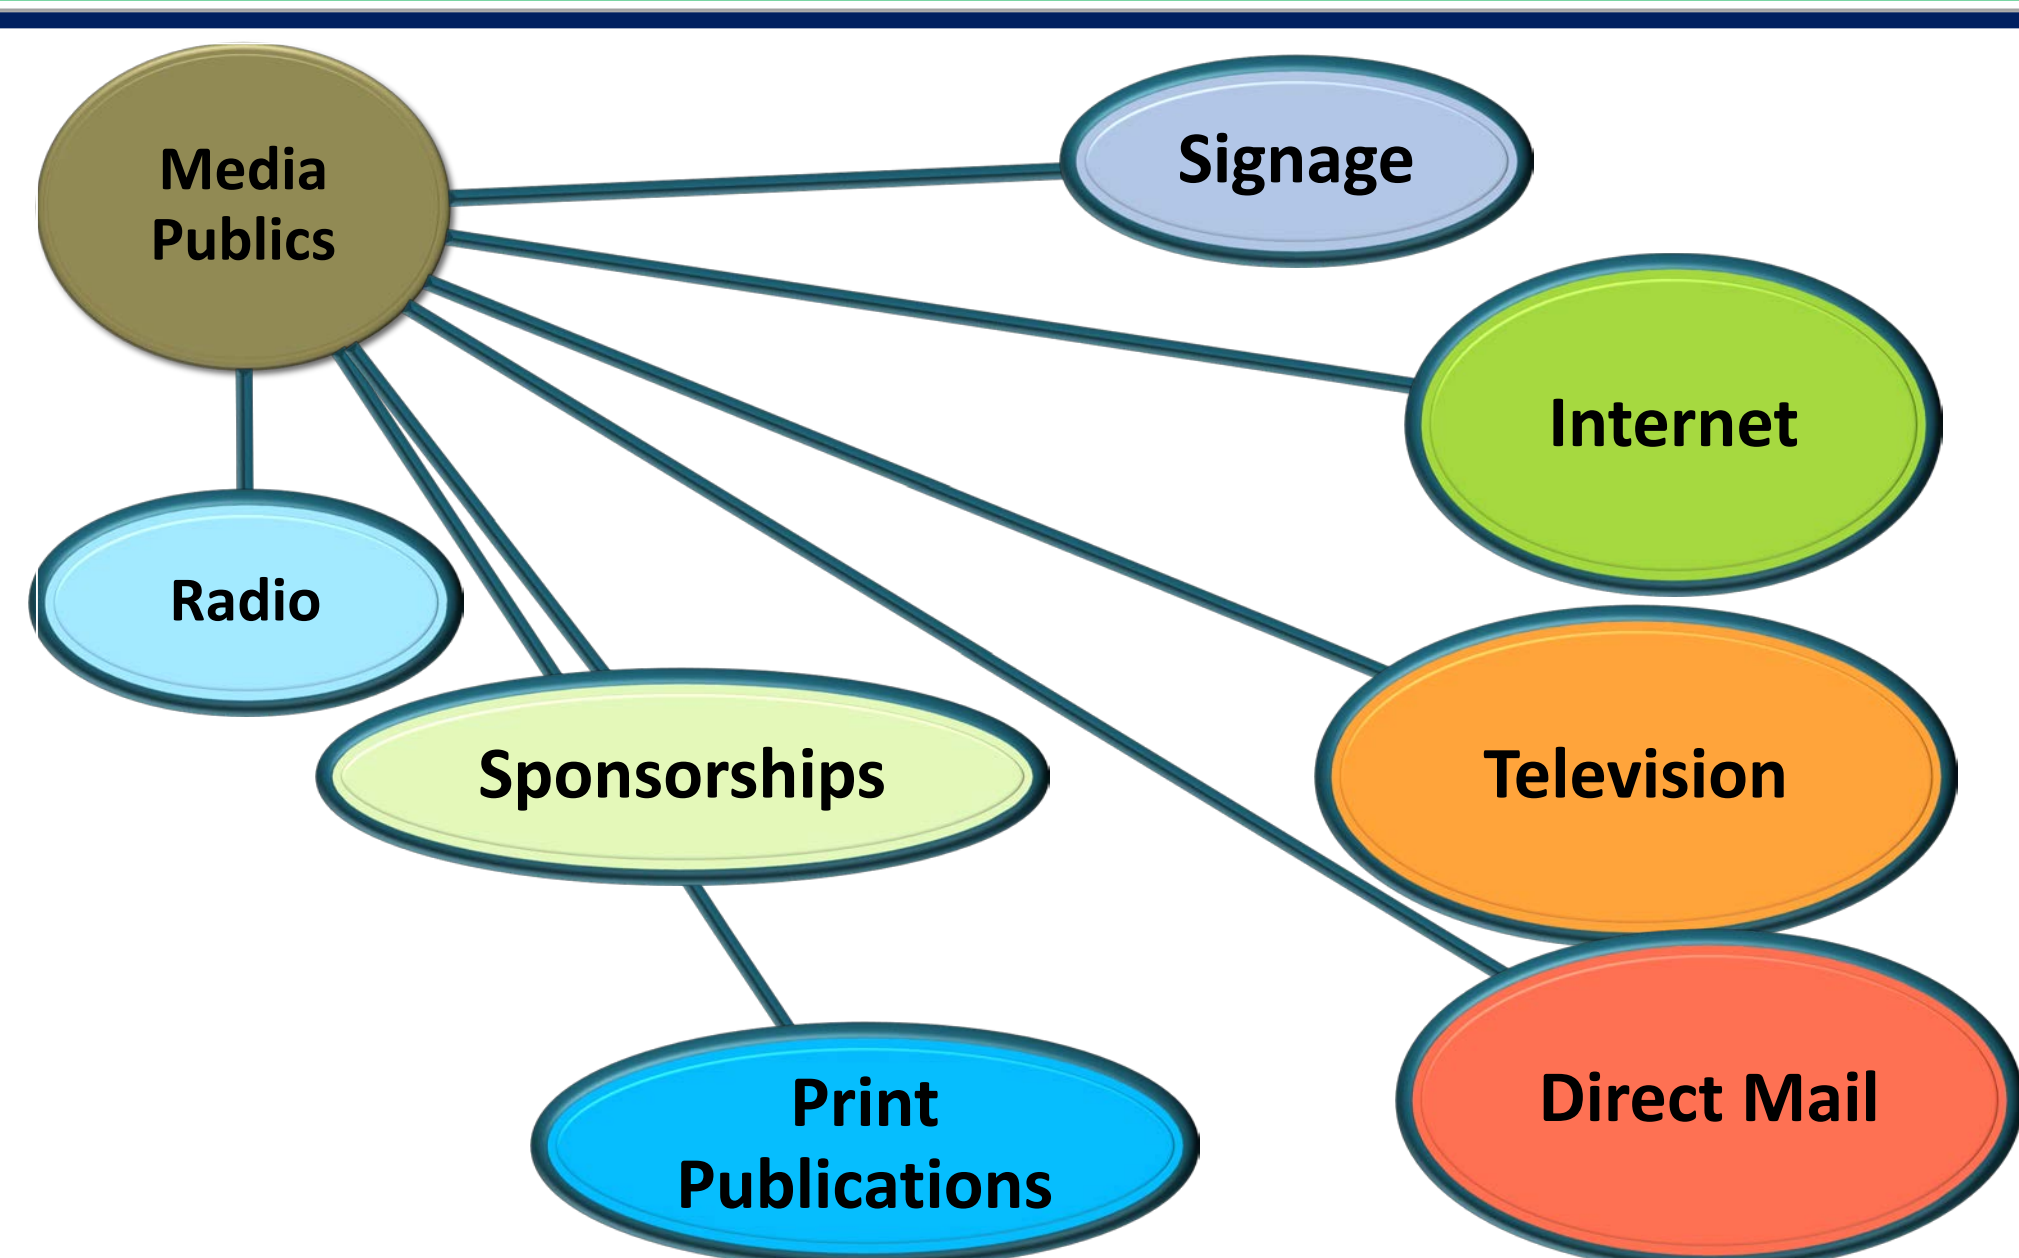 Media
Publics
Signage
Internet
Radio
Sponsorships
Television
Print
Publications
Direct Mail